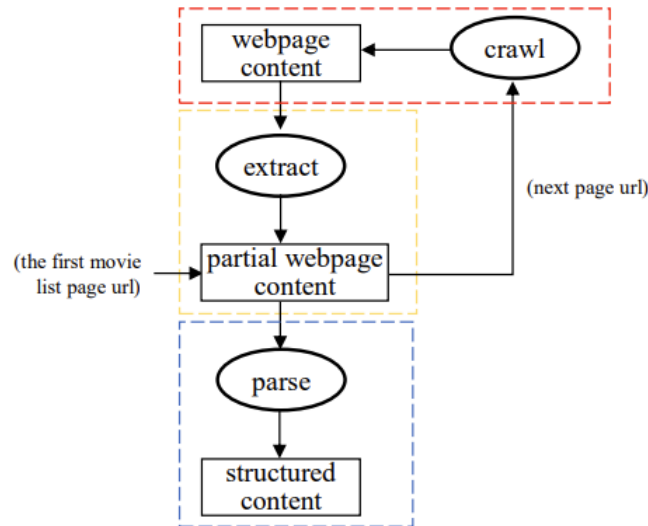 webpage
content
crawl
extract
(next page url)
(the first movie
list page url)
partial webpage
content
parse
structured
content